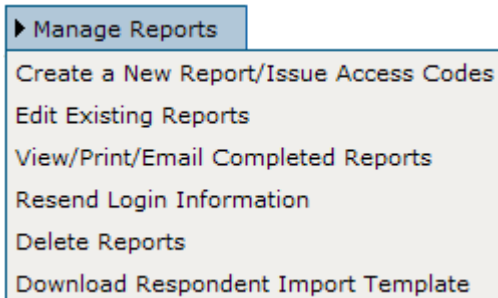 Manage Reports
Create a New Report/Issue Access Codes
Edit Existing Reports
View/Print/Email Completed Reports
Resend Login Information
Delete Reports
Download Respondent Import Template